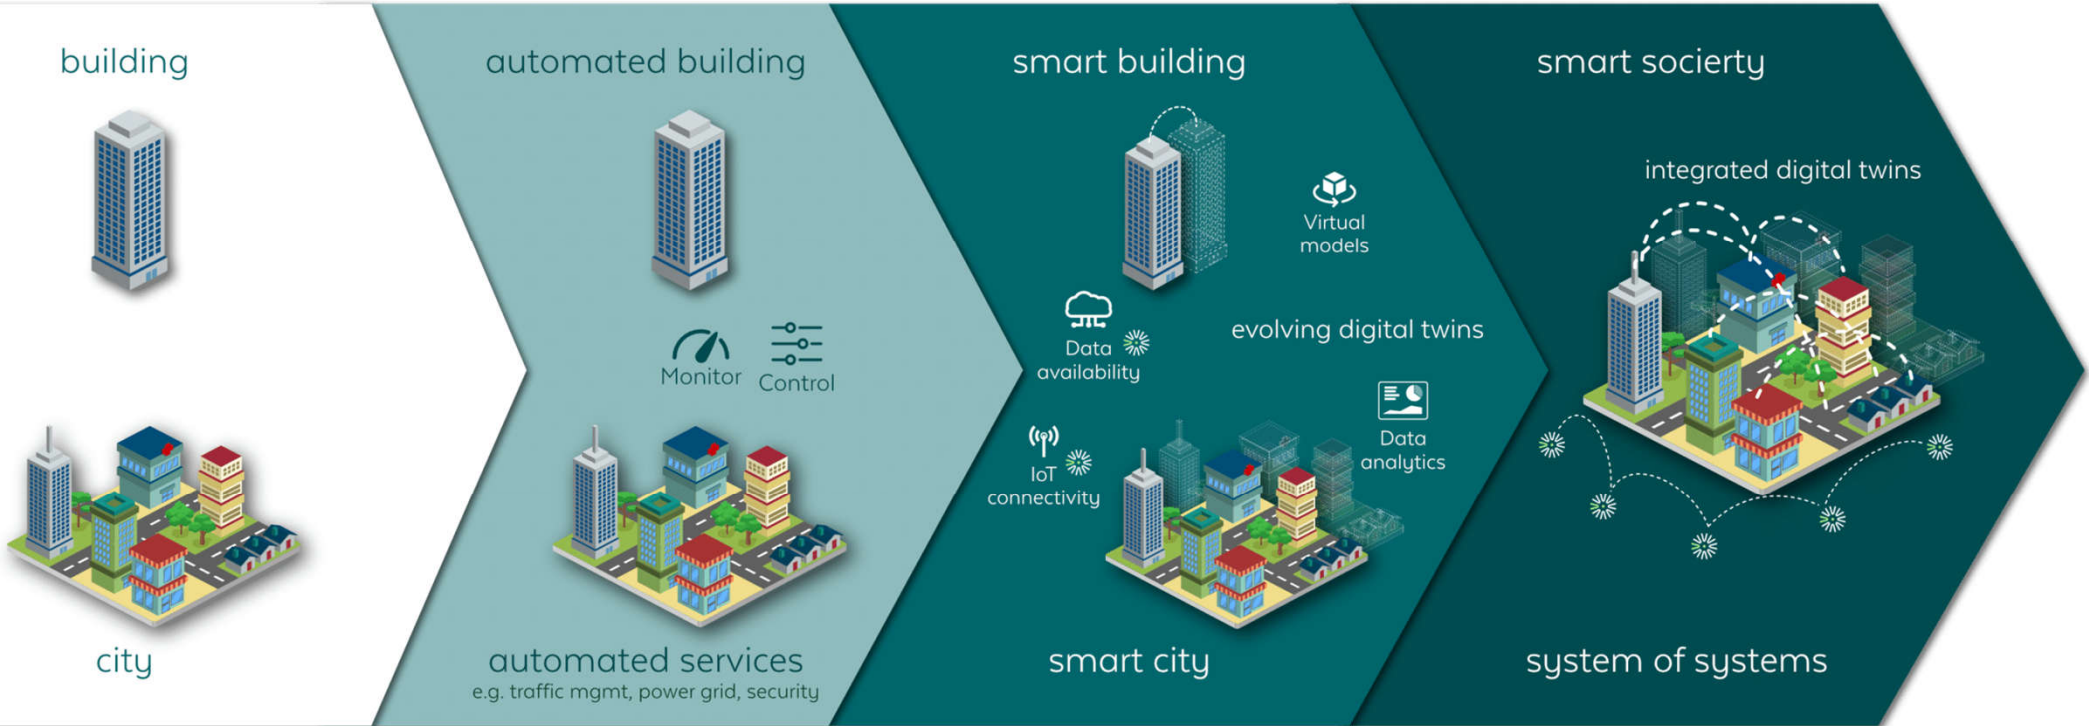 building
city
automated building
Monitor
Control
automated services
e.g. traffic mgmt, power grid, security
smart building
Virtual
models
Data
availability
evolving digital twins
IoT
connectivity
Data
analytics
smart city
smart socierty
integrated digital twins
system of systems